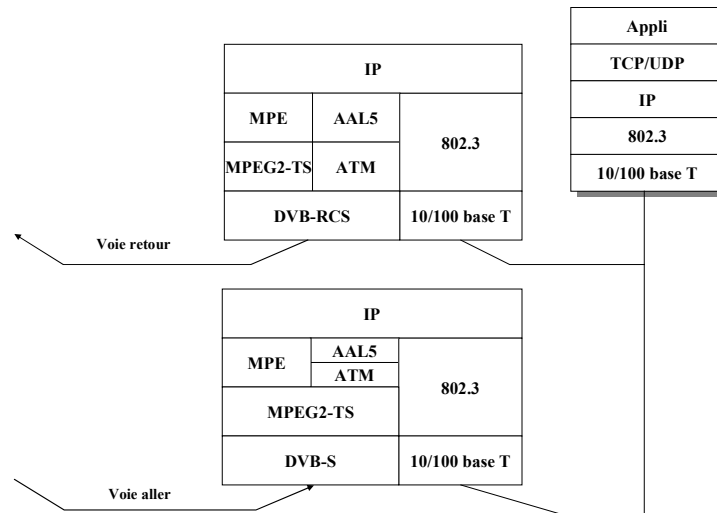 Appli
TCP/UDP
IP
802.3
10/100 base T
IP
MPE
AAL5
802.3
MPEG2-TS
ATM
DVB-RCS
10/100 base T
Voie retour
IP
MPE
AAL5
ATM
802.3
MPEG2-TS
DVB-S
10/100 base T
Voie aller